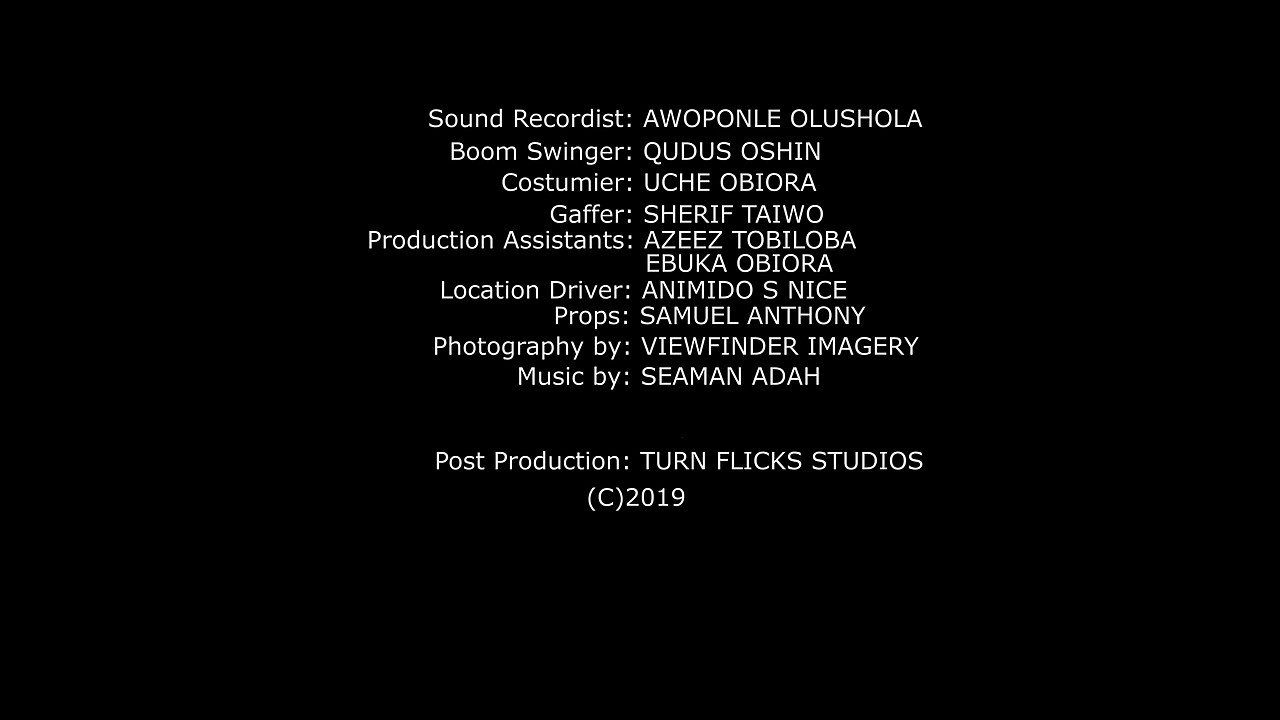 Sound Recordist: AWOPONLE OLUSHOLA
Boom Swinger: QUDUS OSHIN
Costumier: UCHE OBIORA
Gaffer: SHERIF TAIWO
Production Assistants: AZEEZ TOBILOBA
EBUKA OBIORA
Location Driver: ANIMIDO S NICE
Props: SAMUEL ANTHONY
Photography by: VIEWFINDER IMAGERY
Music by: SEAMAN ADAH
Post Production: TURN FLICKS STUDIOS
(C)2019